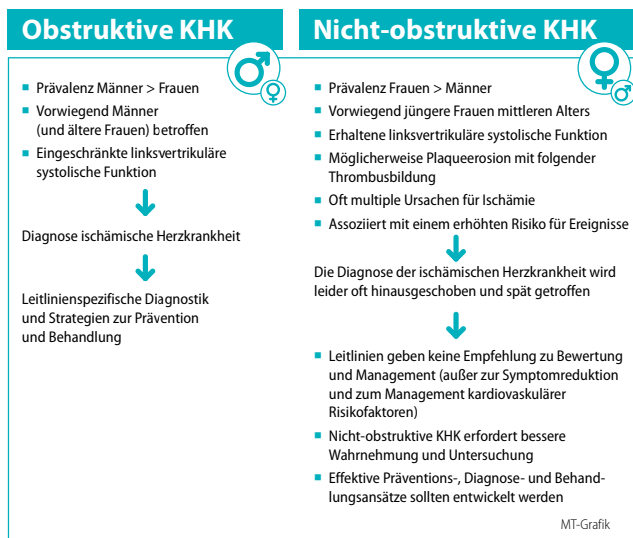 Obstruktive KHK
Prävalenz Männer > Frauen
Vorwiegend Männer
(und ältere Frauen) betroffen
Eingeschränkte linksvertrikuläre
systolische Funktion
Diagnose ischämische Herzkrankheit
Leitlinienspezifische Diagnostik
und Strategien zur Prävention
und Behandlung
Nicht-obstruktive KHK
Prävalenz Frauen > Männer
Vorwiegend jüngere Frauen mittleren Alters
Erhaltene linksvertrikuläre systolische Funktion
Möglicherweise Plaqueerosion mit folgender
Thrombusbildung
Oft multiple Ursachen für Ischämie
Assoziiert mit einem erhöhten Risiko für Ereignisse
Die Diagnose der ischämischen Herzkrankheit wird
leider oft hinausgeschoben und spät getroffen
Leitlinien geben keine Empfehlung zu Bewertung
und Management (außer zur Symptomreduktion
und zum Management kardiovaskulärer
Risikofaktoren)
Nicht-obstruktive KHK erfordert bessere
Wahrnehmung und Untersuchung
Effektive Präventions-, Diagnose- und Behand-
lungsansätze sollten entwickelt werden
MT-Grafik